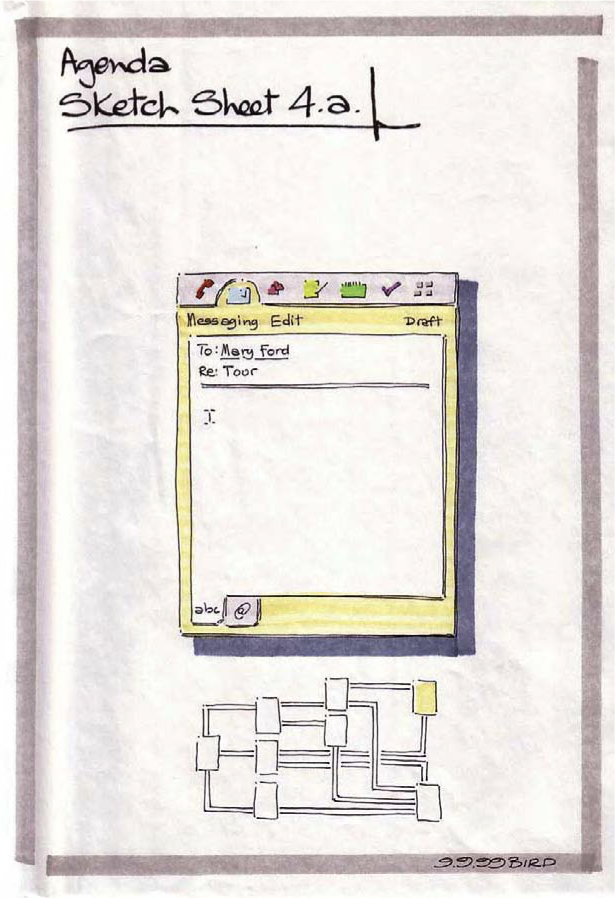 Agenda
Sketch Sheet 4.a.
Messaging Edit Draft
To: Mary Ford
Re: Tour
abc @
9.9.99 BIRD